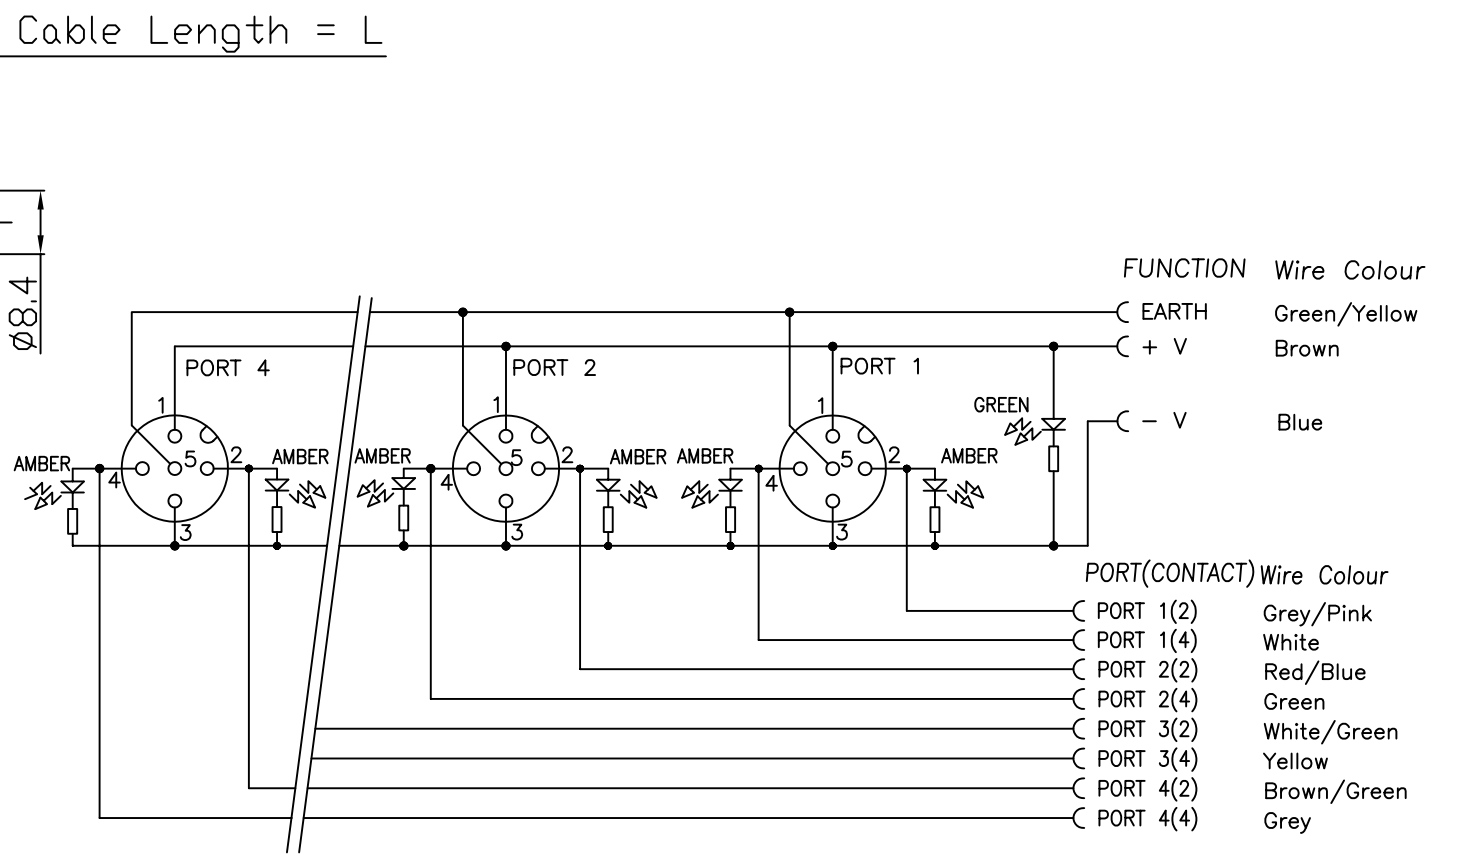 Cable Length = L
Ø8.4
FUNCTION Wire Colour
EARTH Green/Yellow
+ V Brown
- V Blue
PORT 4 PORT 2 PORT 1
GREEN
1 1 1
AMBER 4 5 2 AMBER AMBER 4 5 2 AMBER AMBER 4 5 2 AMBER
3 3 3
PORT(CONTACT) Wire Colour
PORT 1(2) Grey/Pink
PORT 1(4) White
PORT 2(2) Red/Blue
PORT 2(4) Green
PORT 3(2) White/Green
PORT 3(4) Yellow
PORT 4(2) Brown/Green
PORT 4(4) Grey